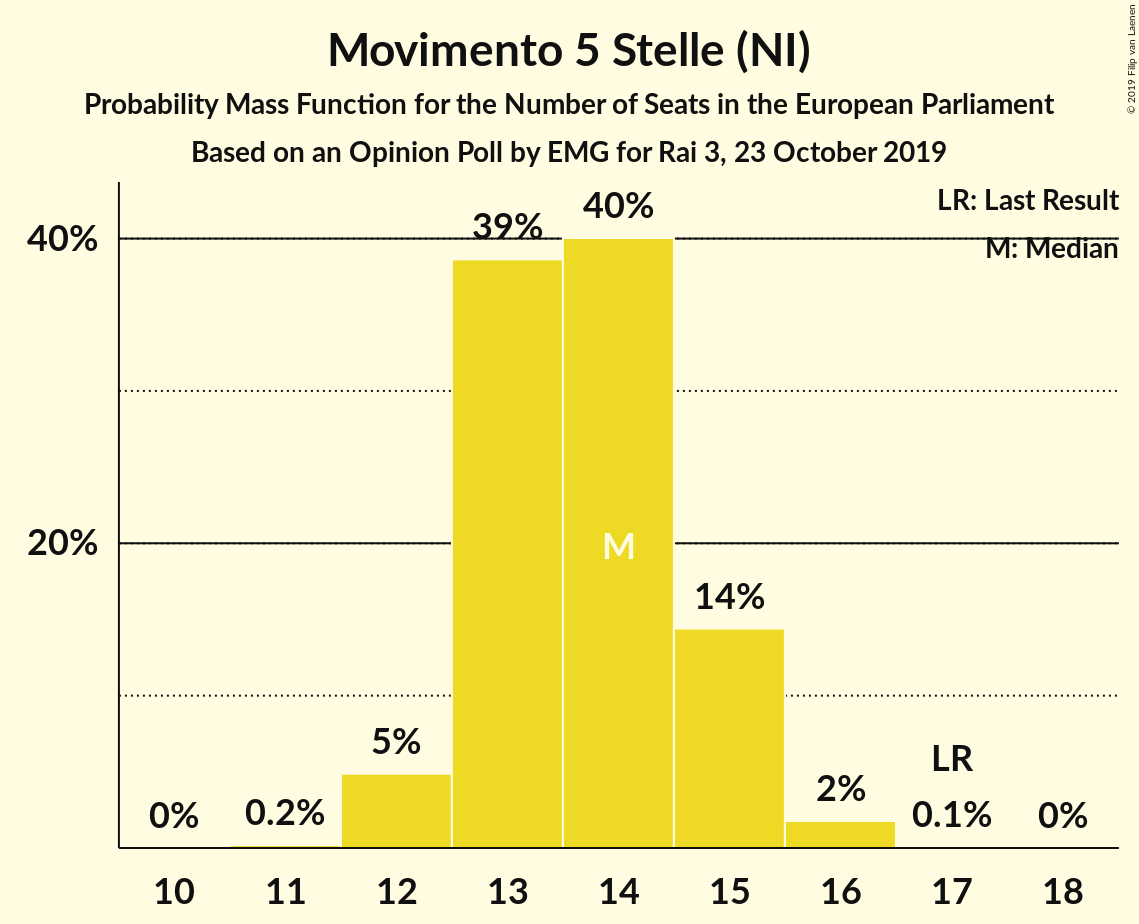 Movimento 5 Stelle (NI)
Probability Mass Function for the Number of Seats in the European Parliament
Based on an Opinion Poll by EMG for Rai 3, 23 October 2019
© 2019 Filip van Laenen
LR: Last Result
M: Median
40%
20%
0%
0.2%
5%
39%
40%
M
14%
2%
LR
0.1%
0%
10 11 12 13 14 15 16 17 18